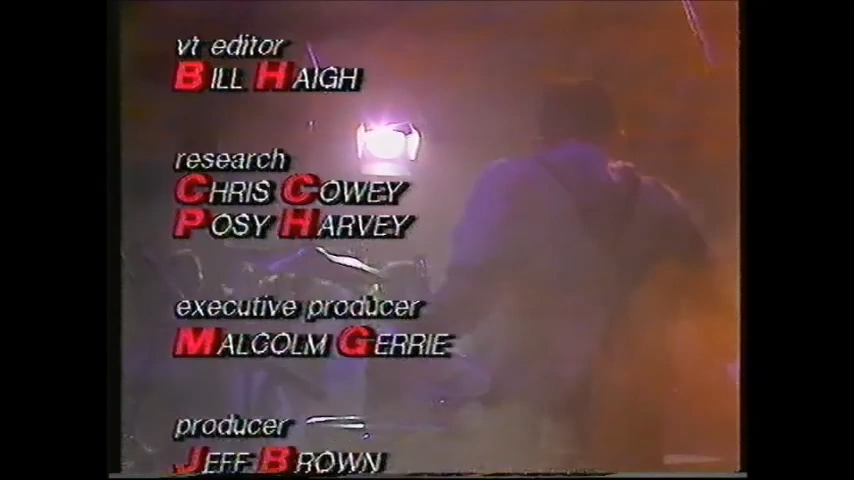 vt editor
BILL HAIGH
research
CHRIS COWEY
POSY HARVEY
executive producer
MALCOLM GERRIE
producer
JEFF BROWN